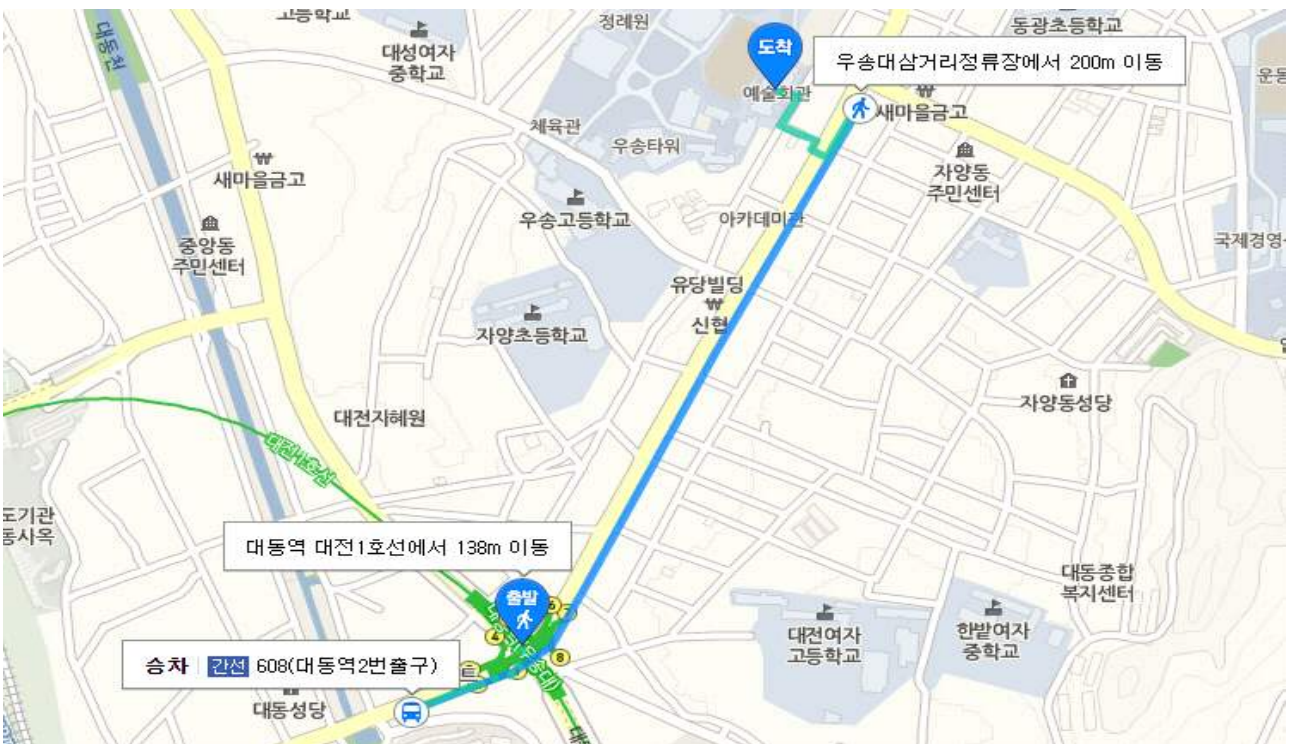 고등학교
정례원
동광초등학교
대동천
대성여자
중학교
도착
우송대삼거리정류장에서 200m 이동
예술회관
새마을금고
체육관
우송타워
자양동
주민센터
새마을금고
우송고등학교
아카데미관
중앙동
주민센터
국제경영
유당빌딩
신협
자양초등학교
자양동성당
대전지혜원
대전1호선
도기관
동사옥
대동역 대전1호선에서 138m 이동
대동종합
복지센터
출발
6
7
4
8
대전여자
고등학교
한밭여자
중학교
승차 간선 608(대동역2번출구)
대동성당